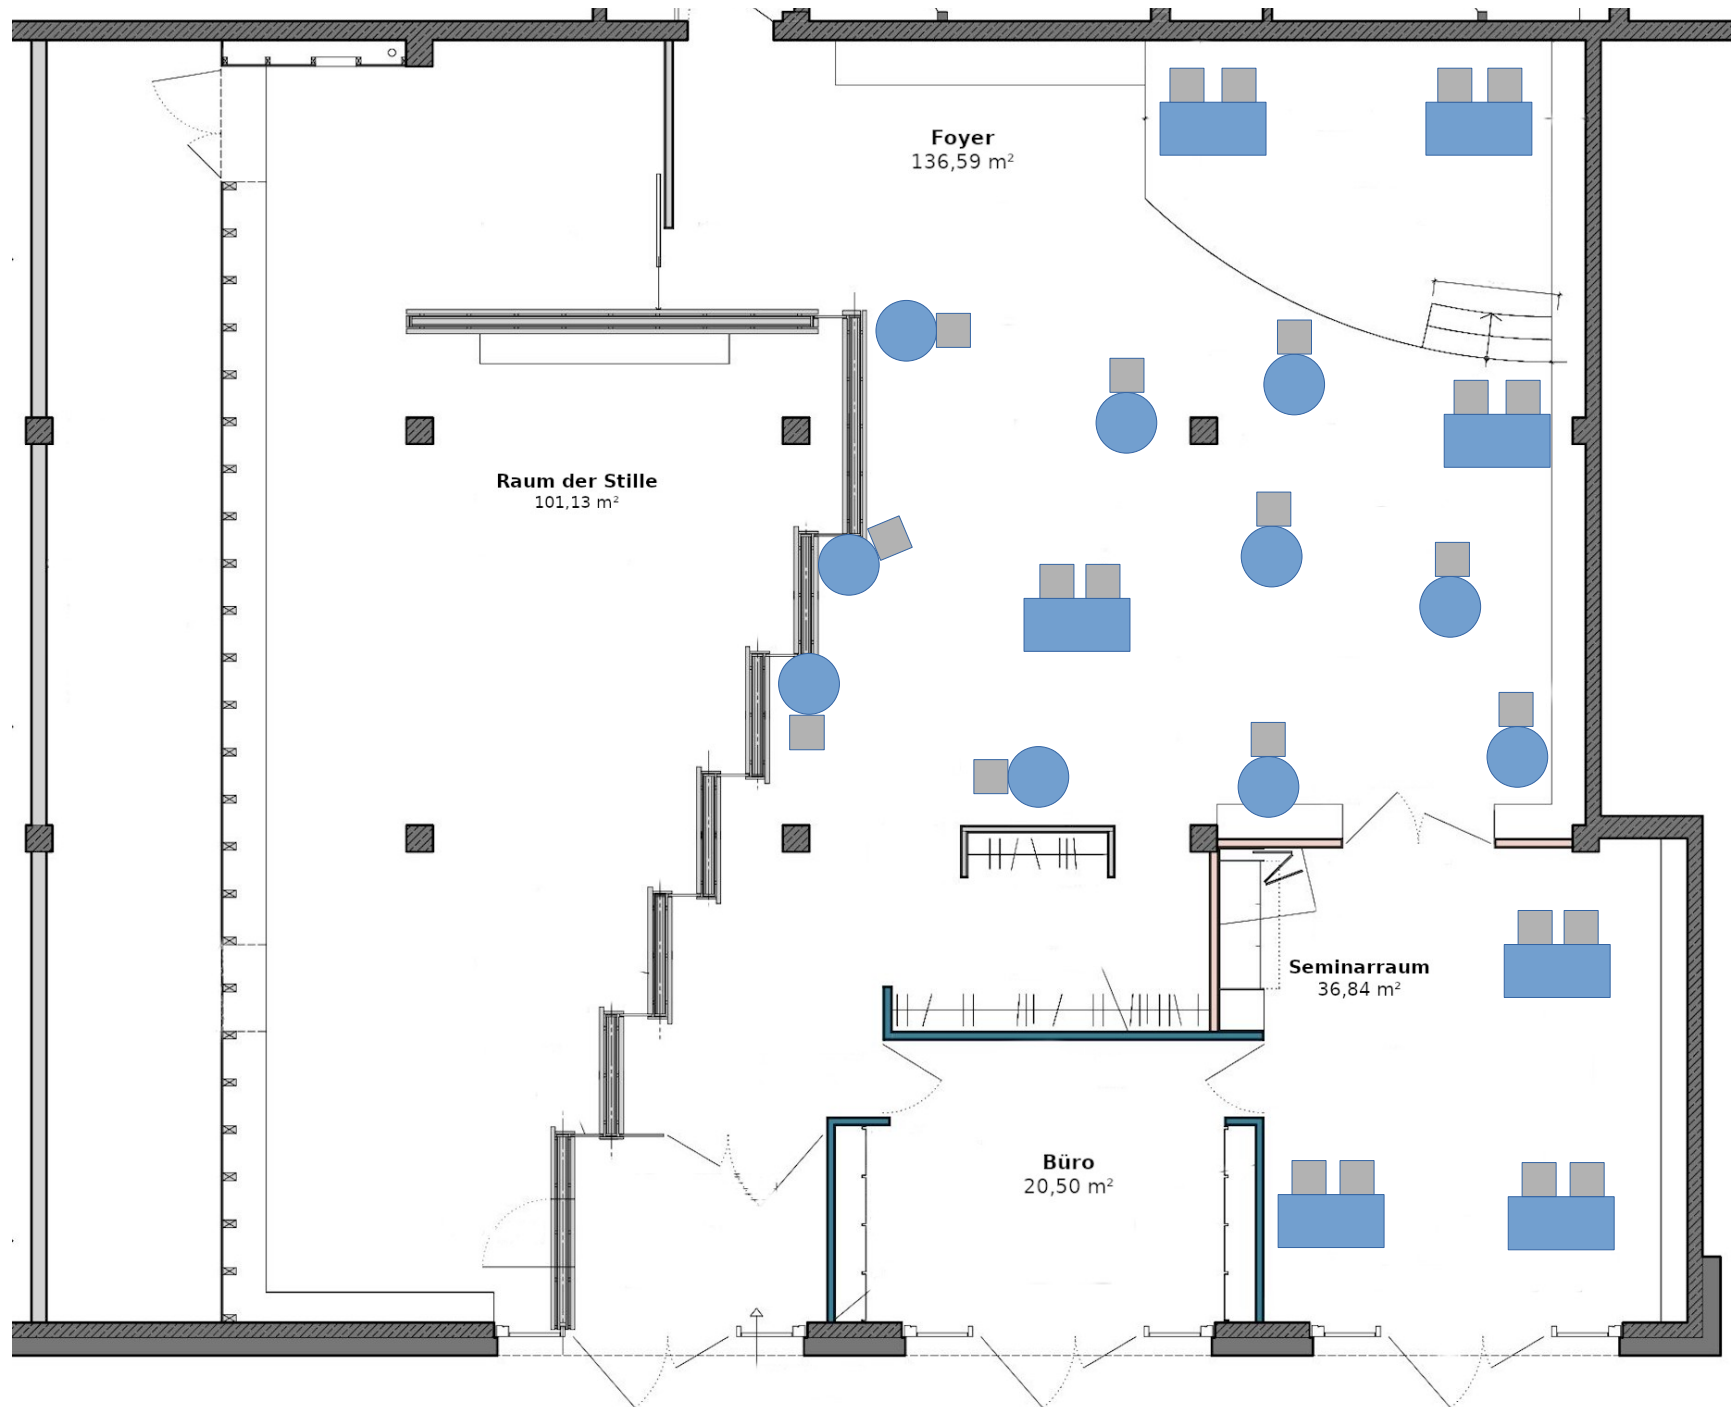 Foyer
136,59 m²
Raum der Stille
101,13 m²
Seminarraum
36,84 m²
Büro
20,50 m²